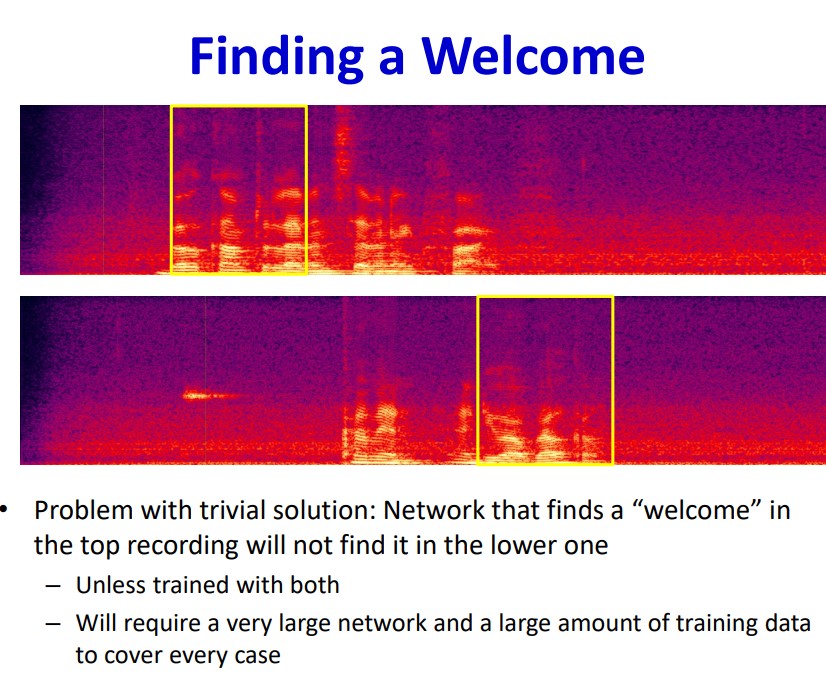 Finding a Welcome
• Problem with trivial solution: Network that finds a “welcome” in
the top recording will not find it in the lower one
– Unless trained with both
– Will require a very large network and a large amount of training data
to cover every case